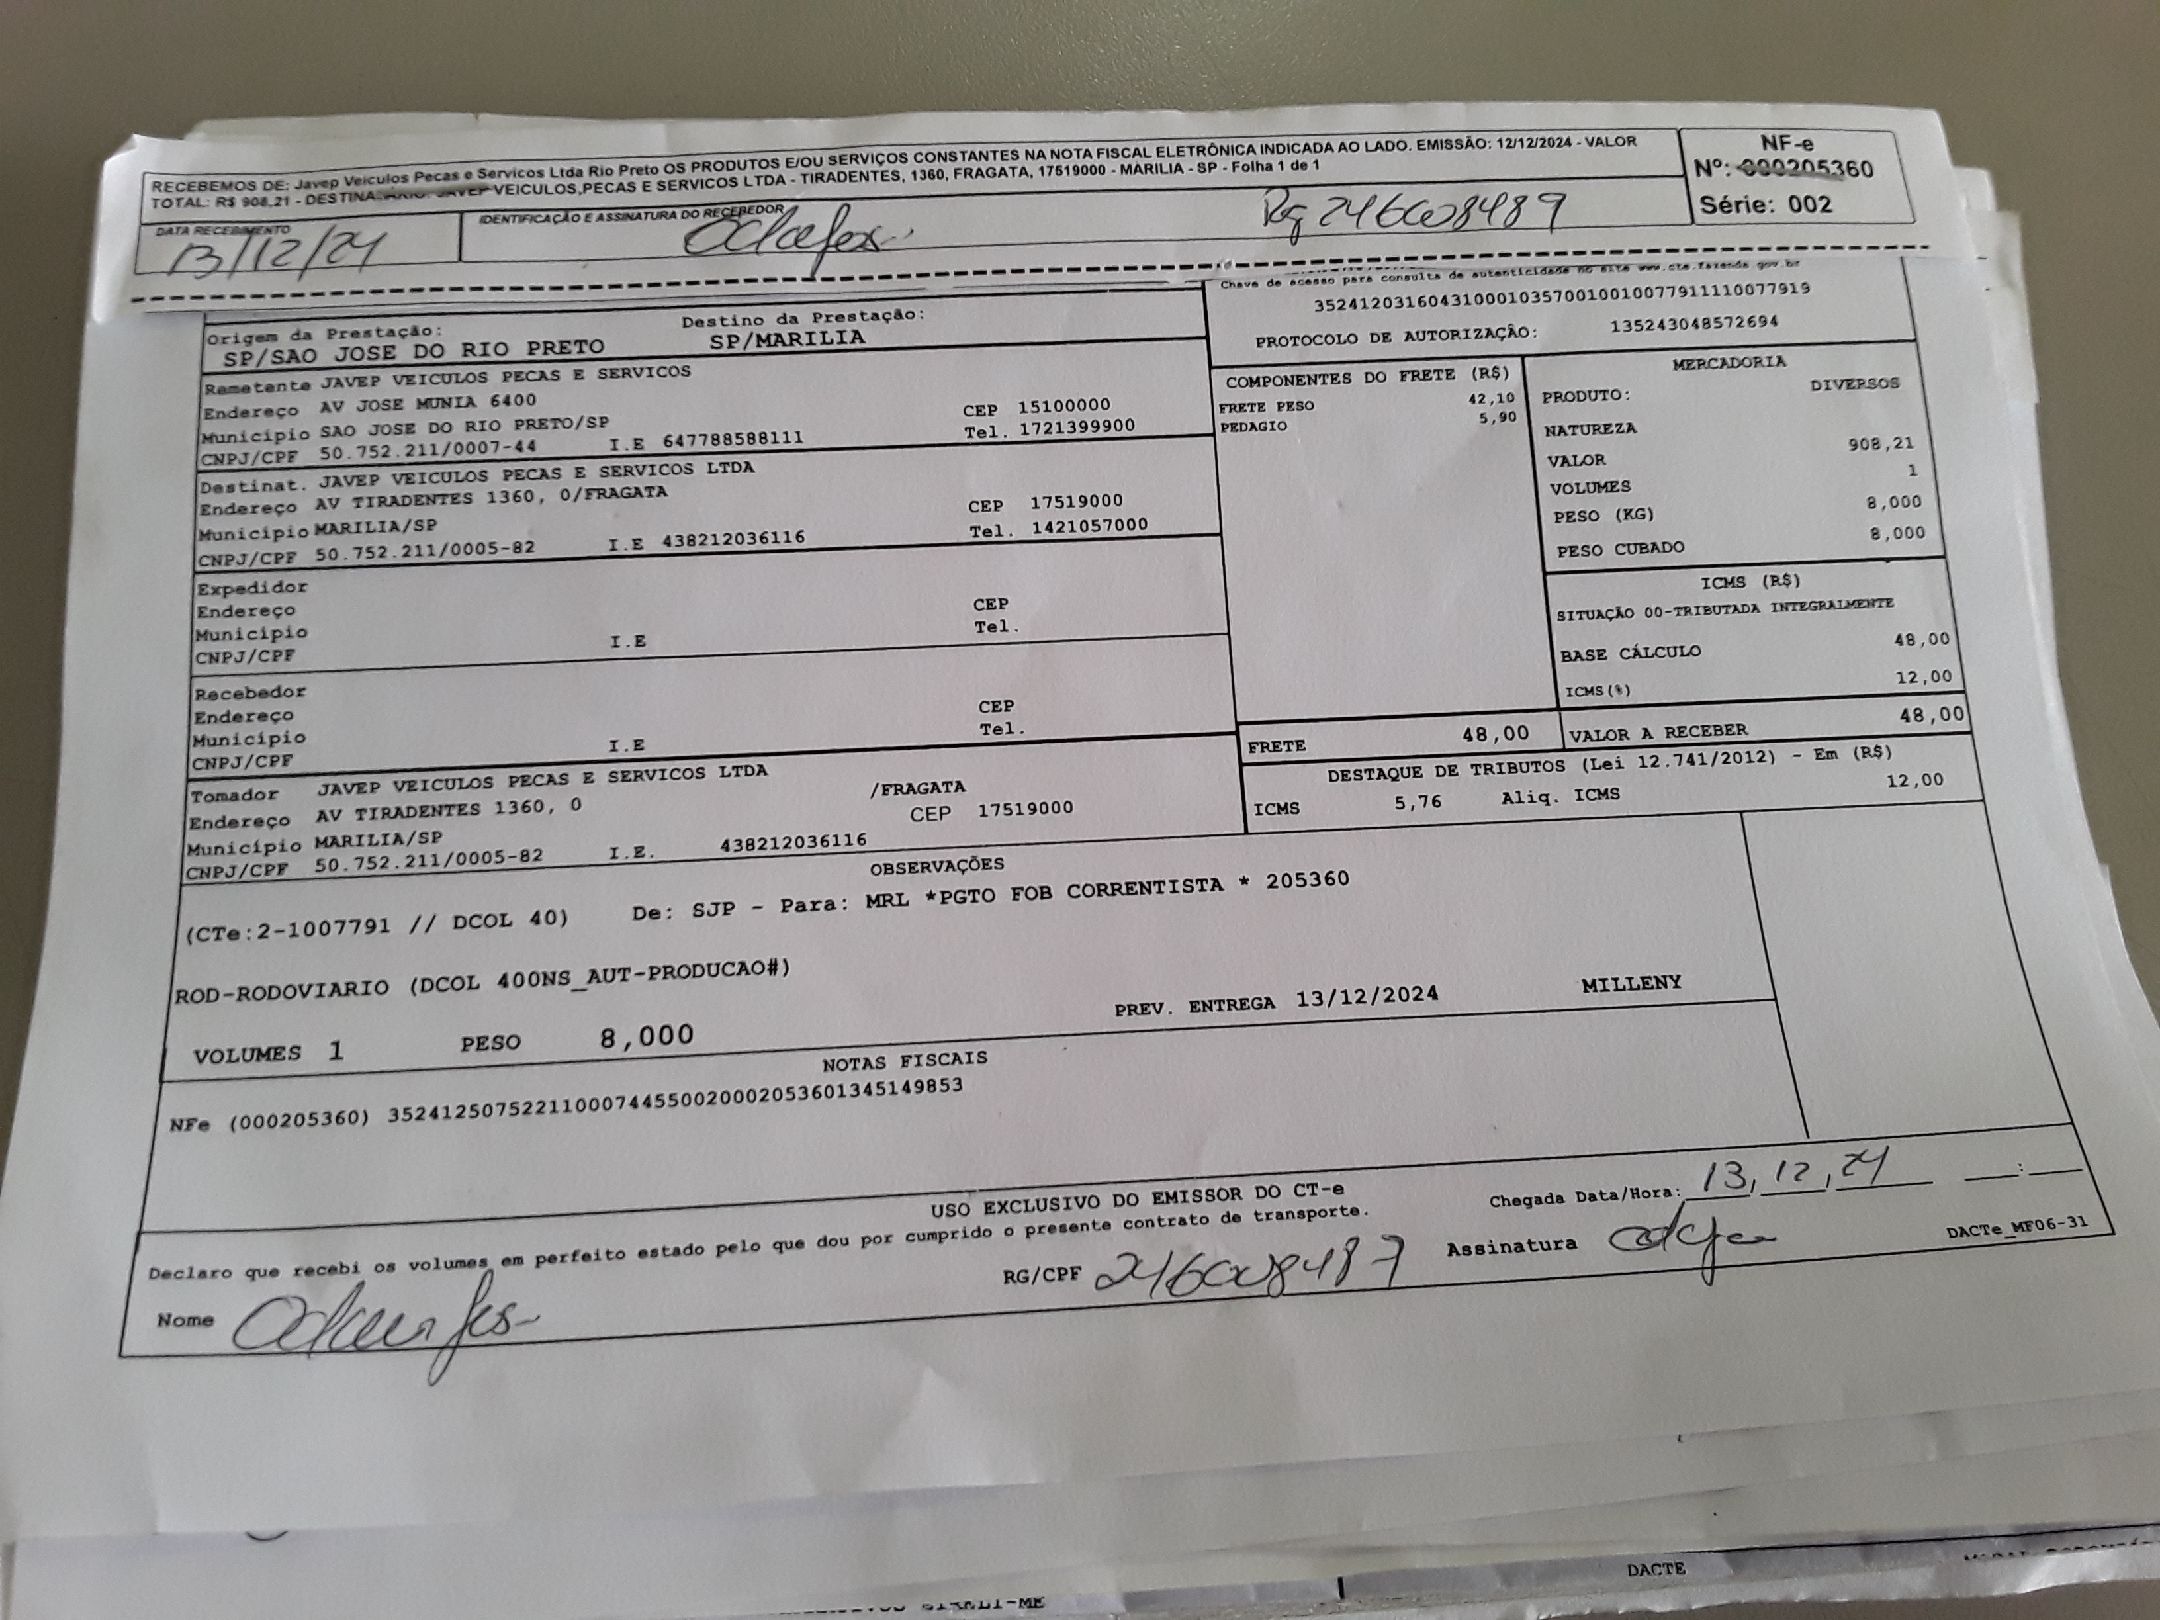 RECEBEMOS DE: Javep Veiculos Pecas e Servicos Ltda Rio Preto OS PRODUTOS E/OU SERVIÇOS CONSTANTES NA NOTA FISCAL ELETRÔNICA INDICADA AO LADO. EMISSÃO: 12/12/2024 - VALOR
TOTAL: R$ 908,21 - DESTINATÁRIO: JAVEP VEICULOS,PECAS E SERVICOS LTDA - TIRADENTES, 1360, FRAGATA, 17519000 - MARILIA - SP - Folha 1 de 1
NF-e
Nº: 000205360
Série: 002
DATA RECEBIMENTO
13/12/24
IDENTIFICAÇÃO E ASSINATURA DO RECEBEDOR
Rg 246008489
Chave de acesso para consulta de autenticidade no site www.cte.fazenda.gov.br
35241203160431000103570010010077911110077919
PROTOCOLO DE AUTORIZAÇÃO: 135243048572694
Origem da Prestação: Destino da Prestação:
SP/SAO JOSE DO RIO PRETO SP/MARILIA
Remetente JAVEP VEICULOS PECAS E SERVICOS
Endereço AV JOSE MUNIA 6400 CEP 15100000
Município SAO JOSE DO RIO PRETO/SP Tel. 1721399900
CNPJ/CPF 50.752.211/0007-44 I.E 647788588111
Destinat. JAVEP VEICULOS PECAS E SERVICOS LTDA
Endereço AV TIRADENTES 1360, 0/FRAGATA CEP 17519000
Município MARILIA/SP Tel. 1421057000
CNPJ/CPF 50.752.211/0005-82 I.E 438212036116
Expedidor
Endereço CEP
Município Tel.
CNPJ/CPF I.E
Recebedor
Endereço CEP
Município Tel.
CNPJ/CPF I.E
Tomador JAVEP VEICULOS PECAS E SERVICOS LTDA
Endereço AV TIRADENTES 1360, 0 /FRAGATA
Município MARILIA/SP CEP 17519000
CNPJ/CPF 50.752.211/0005-82 I.E. 438212036116
COMPONENTES DO FRETE (R$)
FRETE PESO 42,10
PEDAGIO 5,90
MERCADORIA
PRODUTO: DIVERSOS
NATUREZA
VALOR 908,21
VOLUMES 1
PESO (KG) 8,000
PESO CUBADO 8,000
ICMS (R$)
SITUAÇÃO 00-TRIBUTADA INTEGRALMENTE
BASE CÁLCULO 48,00
ICMS(%) 12,00
FRETE 48,00 VALOR A RECEBER 48,00
DESTAQUE DE TRIBUTOS (Lei 12.741/2012) - Em (R$)
ICMS 5,76 Aliq. ICMS 12,00
OBSERVAÇÕES
(CTe:2-1007791 // DCOL 40) De: SJP - Para: MRL *PGTO FOB CORRENTISTA * 205360
ROD-RODOVIARIO (DCOL 400NS_AUT-PRODUCAO#)
VOLUMES 1 PESO 8,000 PREV. ENTREGA 13/12/2024 MILLENY
NOTAS FISCAIS
NFe (000205360) 35241250752211000744550020002053601345149853
USO EXCLUSIVO DO EMISSOR DO CT-e
Declaro que recebi os volumes em perfeito estado pelo que dou por cumprido o presente contrato de transporte.
Chegada Data/Hora: 13, 12, 24 __:__
Nome
RG/CPF 246008487
Assinatura
DACTe_MF06-31
DACTE